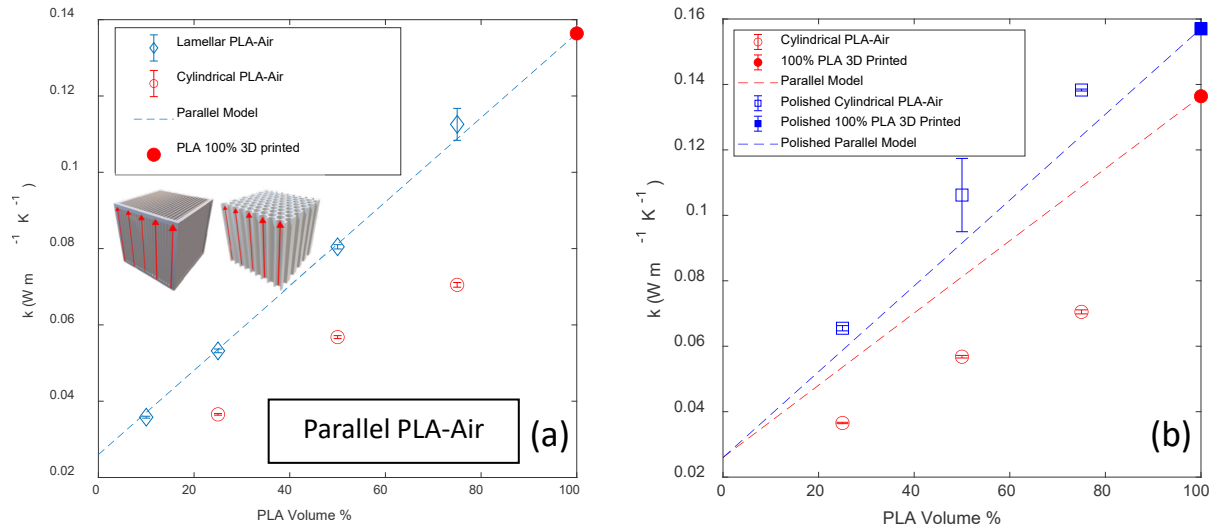 0.14
0.12
0.1
0.08
0.06
0.04
0.02
k (W m⁻¹ K⁻¹)
Lamellar PLA-Air
Cylindrical PLA-Air
Parallel Model
PLA 100% 3D printed
Parallel PLA-Air
(a)
0 20 40 60 80 100
PLA Volume %
0.16
0.14
0.12
0.1
0.08
0.06
0.04
0.02
k (W m⁻¹ K⁻¹)
Cylindrical PLA-Air
100% PLA 3D Printed
Parallel Model
Polished Cylindrical PLA-Air
Polished 100% PLA 3D Printed
Polished Parallel Model
(b)
0 20 40 60 80 100
PLA Volume %